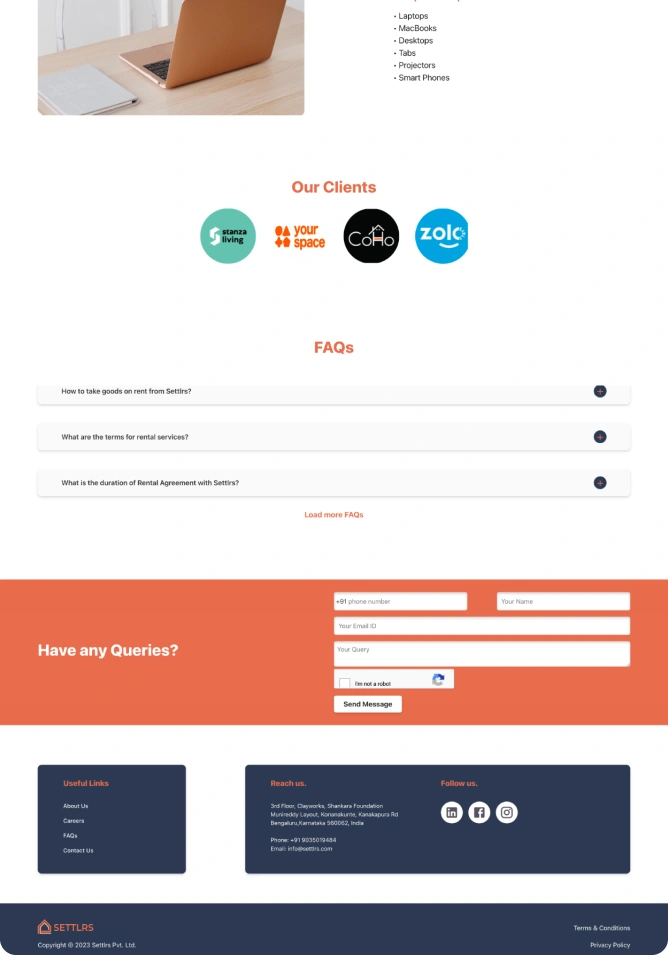 • Laptops
• MacBooks
• Desktops
• Tabs
• Projectors
• Smart Phones
Our Clients
stanza
living
your
space
CoHo
zolo
FAQs
How to take goods on rent from Settlrs?
What are the terms for rental services?
What is the duration of Rental Agreement with Settlrs?
Load more FAQs
+91 phone number
Your Name
Your Email ID
Have any Queries?
Your Query
I'm not a robot
Send Message
Useful Links
About Us
Careers
FAQs
Contact Us
Reach us.
3rd Floor, Clayworks, Shankara Foundation
Munireddy Layout, Konanakunte, Kanakapura Rd
Bengaluru,Karnataka 560062, India
Phone: +91 9035019484
Email: info@settlrs.com
Follow us.
SETTLRS
Copyright © 2023 Settlrs Pvt. Ltd.
Terms & Conditions
Privacy Policy